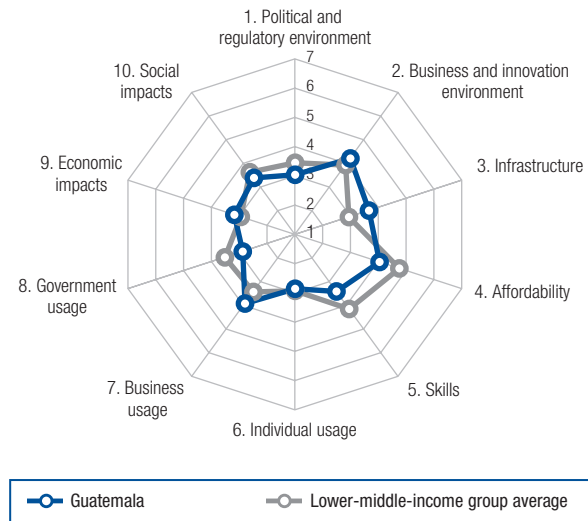 1. Political and
regulatory environment
2. Business and innovation
environment
3. Infrastructure
4. Affordability
5. Skills
6. Individual usage
7. Business
usage
8. Government
usage
9. Economic
impacts
10. Social
impacts
7
6
5
4
3
2
1
Guatemala
Lower-middle-income group average